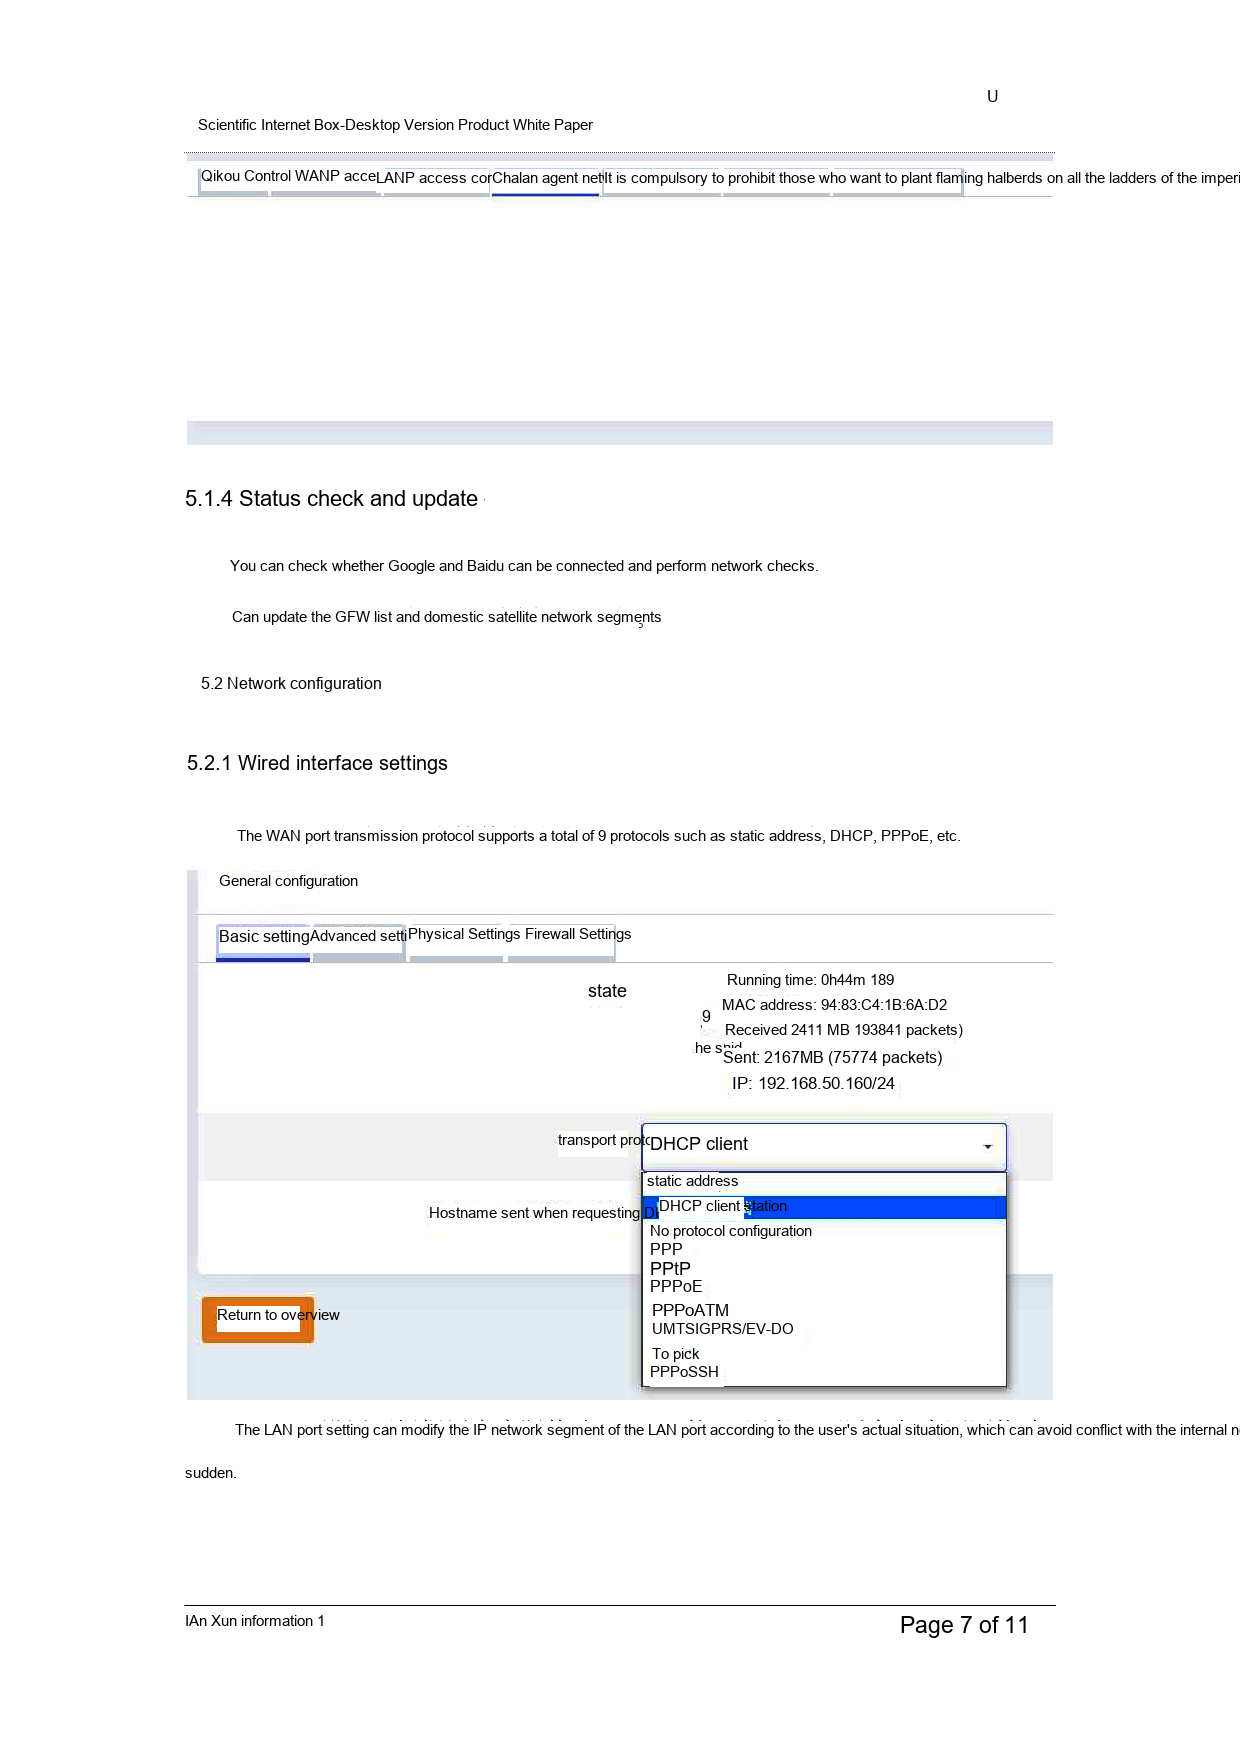 U
Scientific Internet Box-Desktop Version Product White Paper
Qikou Control WANP acce LANP access cor Chalan agent net It is compulsory to prohibit those who want to plant flaming halberds on all the ladders of the imperi
5.1.4 Status check and update
You can check whether Google and Baidu can be connected and perform network checks.
Can update the GFW list and domestic satellite network segments
5.2 Network configuration
5.2.1 Wired interface settings
The WAN port transmission protocol supports a total of 9 protocols such as static address, DHCP, PPPoE, etc.
General configuration
Basic setting Advanced setti Physical Settings Firewall Settings
state
Running time: 0h44m 189
MAC address: 94:83:C4:1B:6A:D2
9
Received 2411 MB 193841 packets)
he said
Sent: 2167MB (75774 packets)
IP: 192.168.50.160/24
transport proto DHCP client
static address
DHCP client station
Hostname sent when requesting D
No protocol configuration
PPP
PPtP
PPPoE
PPPoATM
UMTSIGPRS/EV-DO
To pick
PPPoSSH
Return to overview
The LAN port setting can modify the IP network segment of the LAN port according to the user's actual situation, which can avoid conflict with the internal n
sudden.
IAn Xun information 1
Page 7 of 11